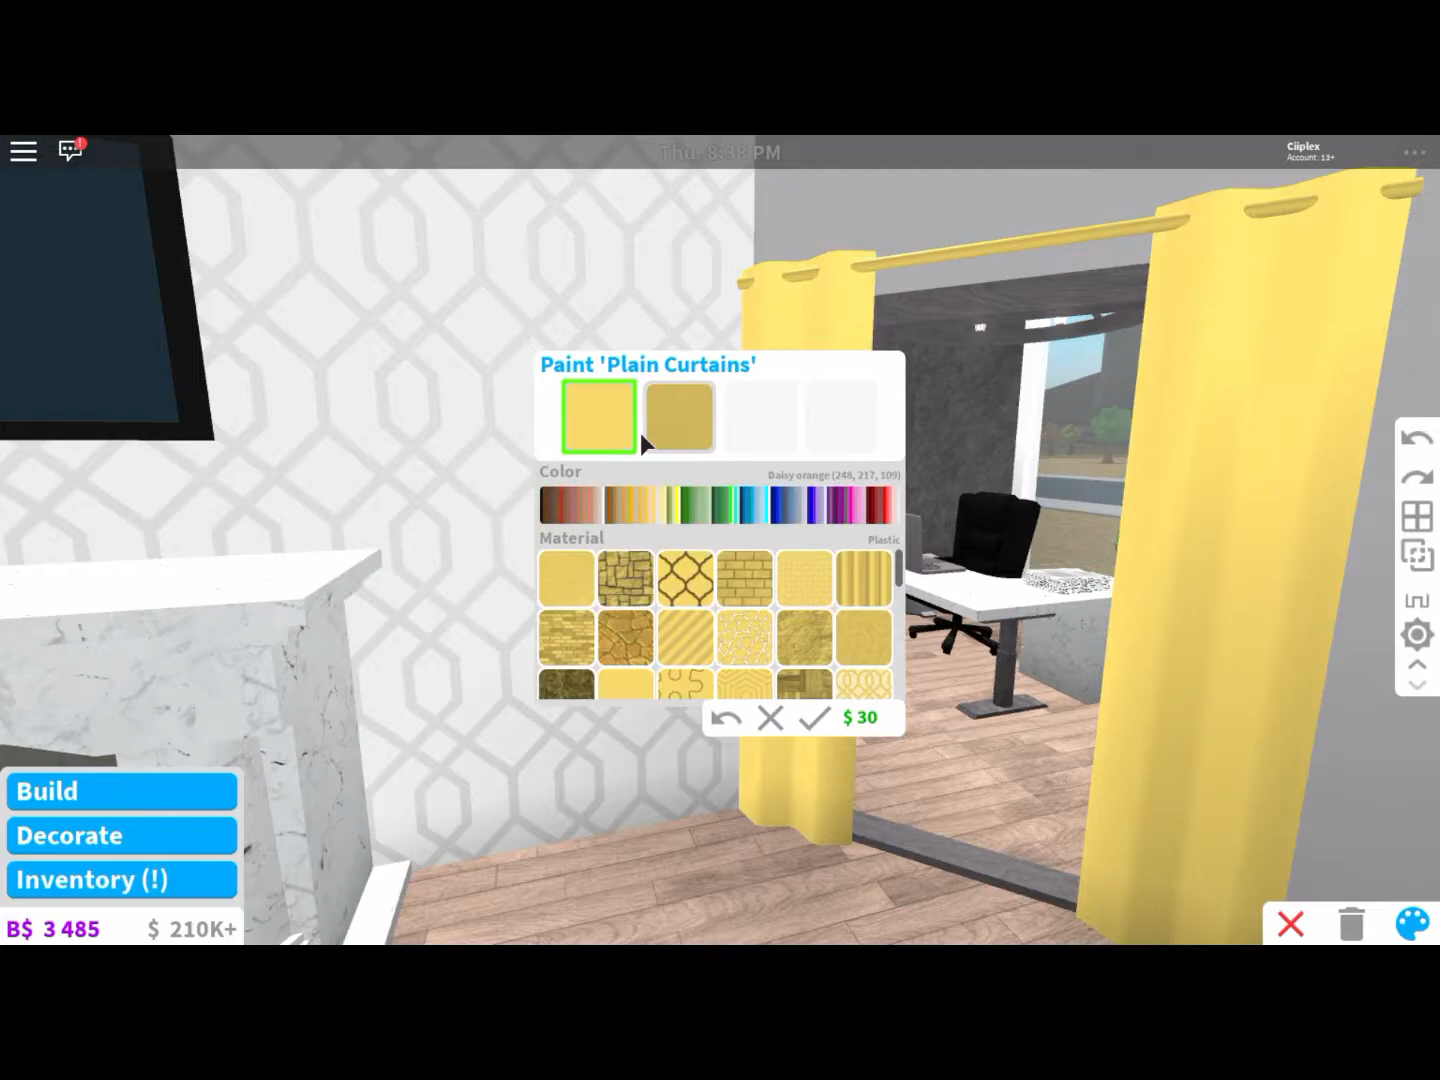 Thu. 8:38 PM
Ciiplex
Account: 13+
Paint 'Plain Curtains'
Color
Daisy orange (248, 217, 109)
Material
Plastic
$ 30
Build
Decorate
Inventory (!)
B$ 3 485
$ 210K+